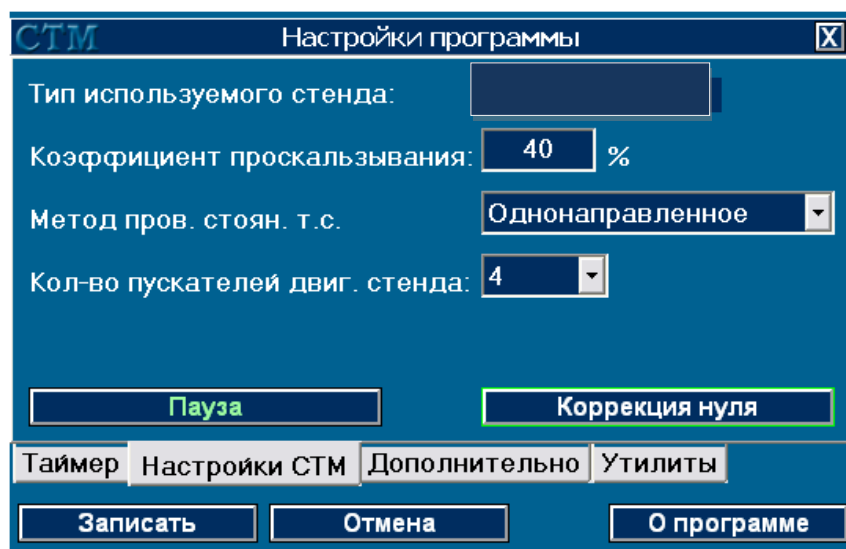 СТМ Настройки программы X
Тип используемого стенда:
Коэффициент проскальзывания: 40 %
Метод пров. стоян. т.с. Однонаправленное
Кол-во пускателей двиг. стенда: 4
Пауза Коррекция нуля
Таймер Настройки СТМ Дополнительно Утилиты
Записать Отмена О программе